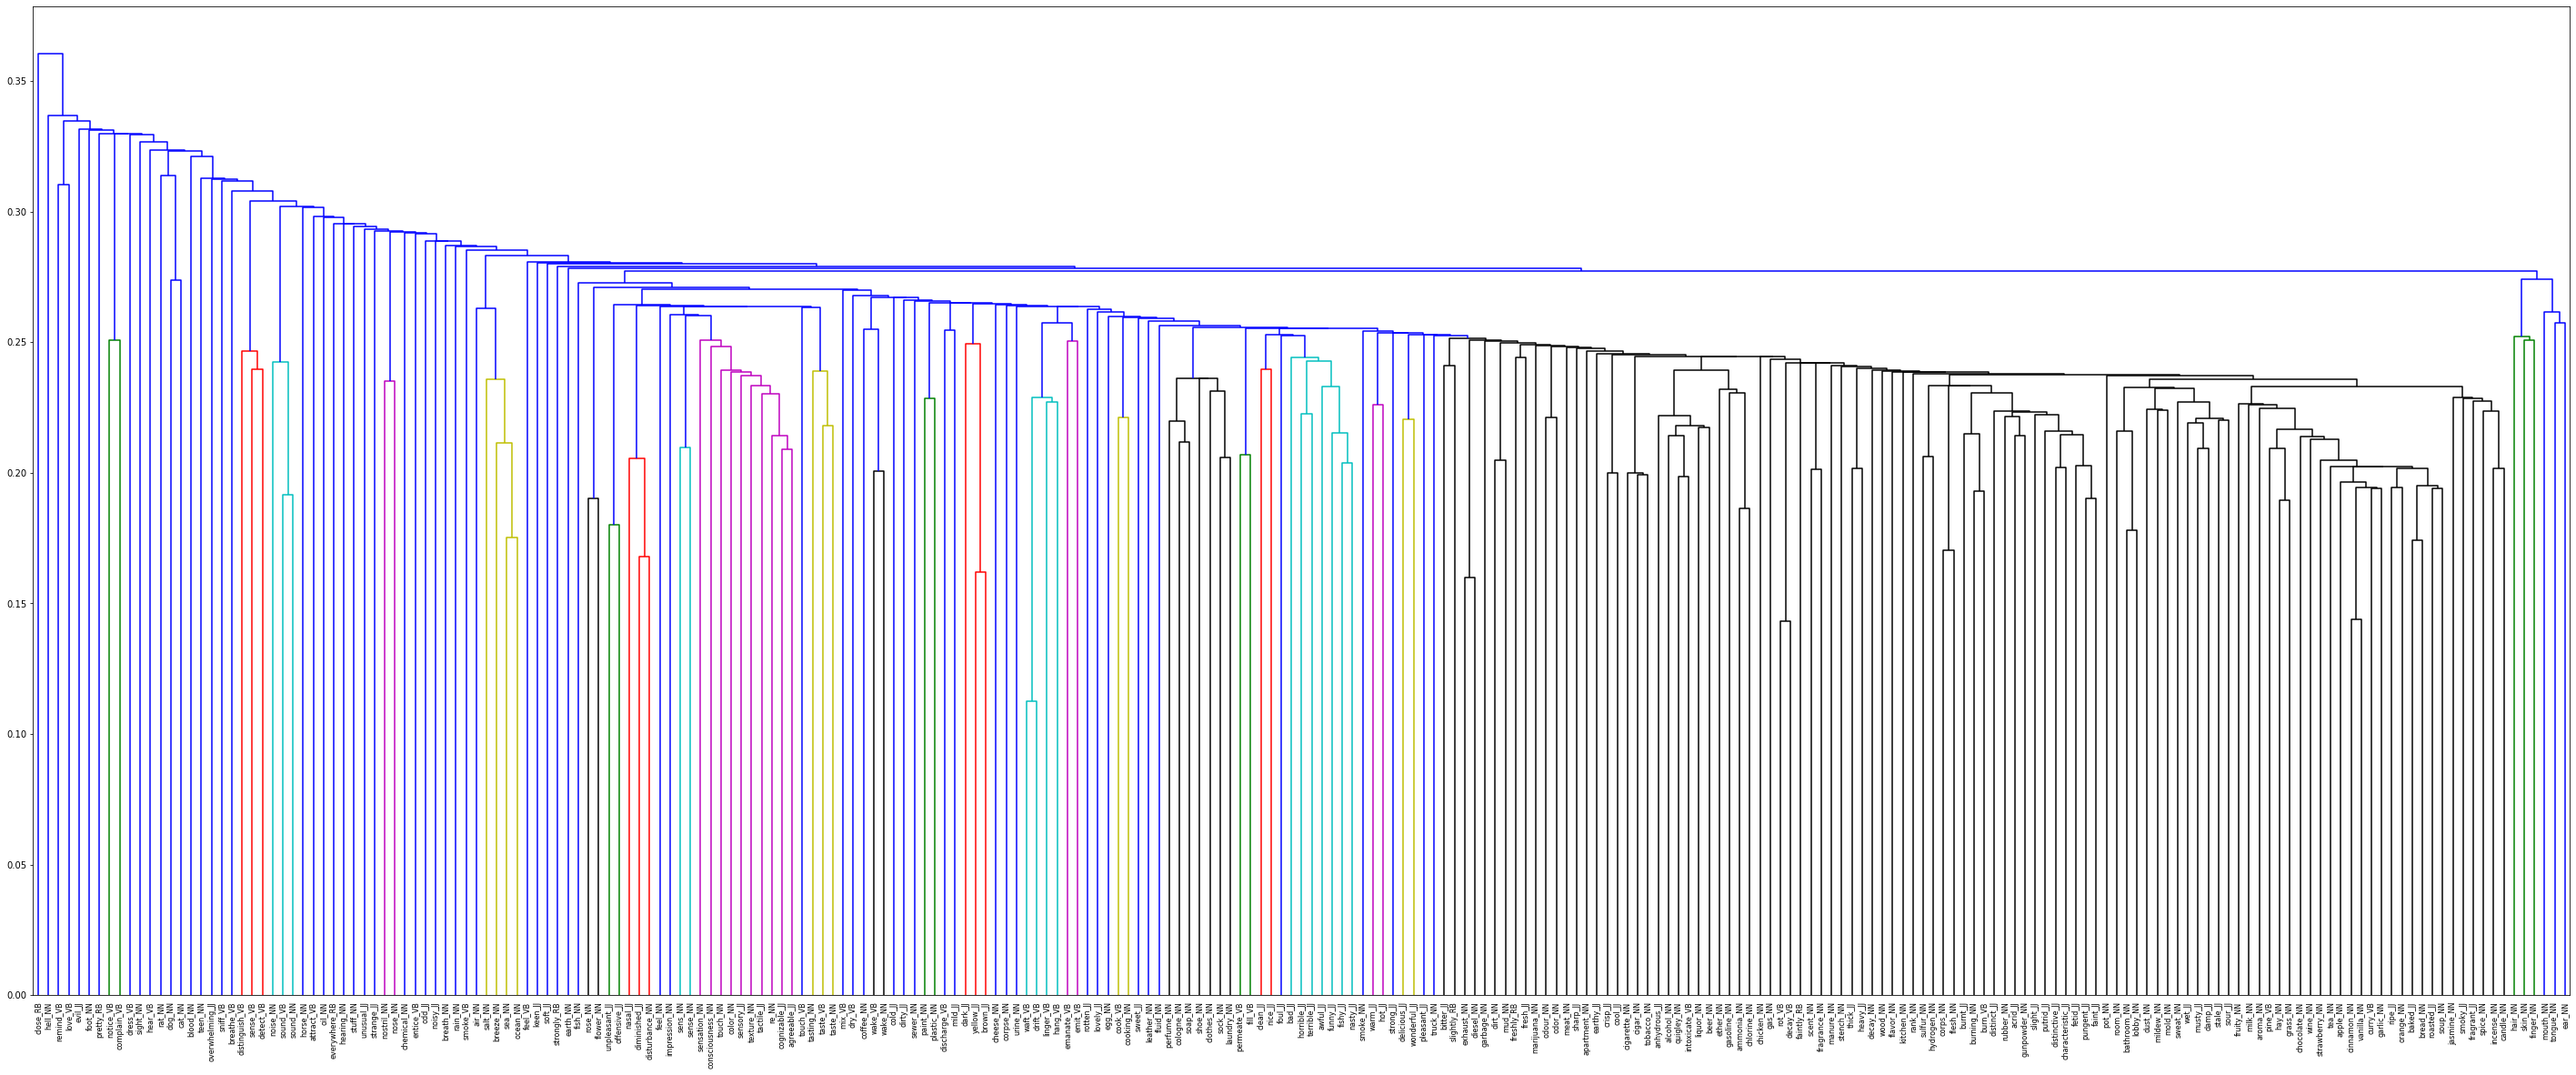 0.35
0.30
0.25
0.20
0.15
0.10
0.05
0.00
close_RB
hell_NN
remind_VB
love_VB
evil_JJ
foot_NN
pretty_RB
notice_VB
complain_VB
dress_VB
sight_NN
hear_VB
rat_NN
dog_NN
cat_NN
blood_NN
teen_NN
overwhelming_JJ
sniff_VB
breathe_VB
distinguish_VB
sense_VB
detect_VB
noise_NN
sound_VB
sound_NN
horse_NN
attract_VB
oil_NN
everywhere_RB
hearing_NN
stuff_NN
unusual_JJ
strange_JJ
nostril_NN
nose_NN
chemical_NN
entice_VB
odd_JJ
noisy_JJ
breath_NN
rain_NN
smoke_VB
air_NN
salt_NN
breeze_NN
sea_NN
ocean_NN
feel_VB
keen_JJ
soft_JJ
strongly_RB
earth_NN
fish_NN
rose_NN
flower_NN
unpleasant_JJ
offensive_JJ
nasal_JJ
diminished_JJ
disturbance_NN
feel_NN
impression_NN
sens_NN
sense_NN
sensation_NN
consciousness_NN
touch_NN
color_NN
sensory_JJ
texture_NN
tactile_JJ
red_NN
cognizable_JJ
agreeable_JJ
touch_VB
tasting_NN
taste_VB
taste_NN
mix_VB
dry_VB
coffee_NN
wake_VB
wake_NN
cold_JJ
dirty_JJ
sewer_NN
paint_NN
plastic_NN
discharge_VB
mild_JJ
dark_JJ
yellow_JJ
brown_JJ
cheese_NN
corpse_NN
urine_NN
waft_VB
drift_VB
linger_VB
hang_VB
emanate_VB
emit_VB
rotten_JJ
lovely_JJ
food_NN
cook_VB
cooking_NN
sweet_JJ
leather_NN
fluid_NN
perfume_NN
cologne_NN
soap_NN
shoe_NN
clothes_NN
sock_NN
laundry_NN
permeate_VB
fill_VB
clean_JJ
nice_JJ
foul_JJ
bad_JJ
horrible_JJ
terrible_JJ
awful_JJ
funny_JJ
fishy_JJ
nasty_JJ
smoke_NN
warm_JJ
hot_JJ
strong_JJ
delicious_JJ
wonderful_JJ
pleasant_JJ
truck_NN
bitter_JJ
slightly_RB
exhaust_NN
diesel_NN
garbage_NN
dirt_NN
mud_NN
freshly_RB
fresh_JJ
marijuana_NN
odour_NN
odor_NN
meat_NN
sharp_JJ
apartment_NN
earthy_JJ
crisp_JJ
cool_JJ
cigarette_NN
cigar_NN
tobacco_NN
anhydrous_JJ
alcohol_NN
quigley_NN
intoxicate_VB
liquor_NN
beer_NN
ether_NN
gasoline_NN
ammonia_NN
chlorine_NN
chicken_NN
gas_NN
rot_VB
decay_VB
faintly_RB
scent_NN
fragrance_NN
manure_NN
stench_NN
thick_JJ
heavy_JJ
decay_NN
wood_NN
flavor_NN
kitchen_NN
rank_NN
sulfur_NN
hydrogen_NN
corps_NN
flesh_NN
burnt_JJ
burning_NN
burn_VB
distinct_JJ
rubber_NN
acrid_JJ
gunpowder_NN
slight_JJ
putrid_JJ
distinctive_JJ
characteristic_JJ
fetid_JJ
pungent_JJ
faint_JJ
pot_NN
room_NN
bathroom_NN
lobby_NN
dust_NN
mildew_NN
mold_NN
sweat_NN
wet_JJ
musty_JJ
damp_JJ
stale_JJ
sour_JJ
fruity_NN
milk_NN
aroma_NN
pine_VB
hay_NN
grass_NN
chocolate_NN
wine_NN
strawberry_NN
tea_NN
apple_NN
cinnamon_NN
vanilla_NN
curry_VB
garlic_NN
ripe_JJ
orange_NN
baked_JJ
bread_NN
roasted_JJ
soup_NN
jasmine_NN
smoky_JJ
fragrant_JJ
spice_NN
incense_NN
candle_NN
hair_NN
skin_NN
finger_NN
mouth_NN
tongue_NN
ear_NN